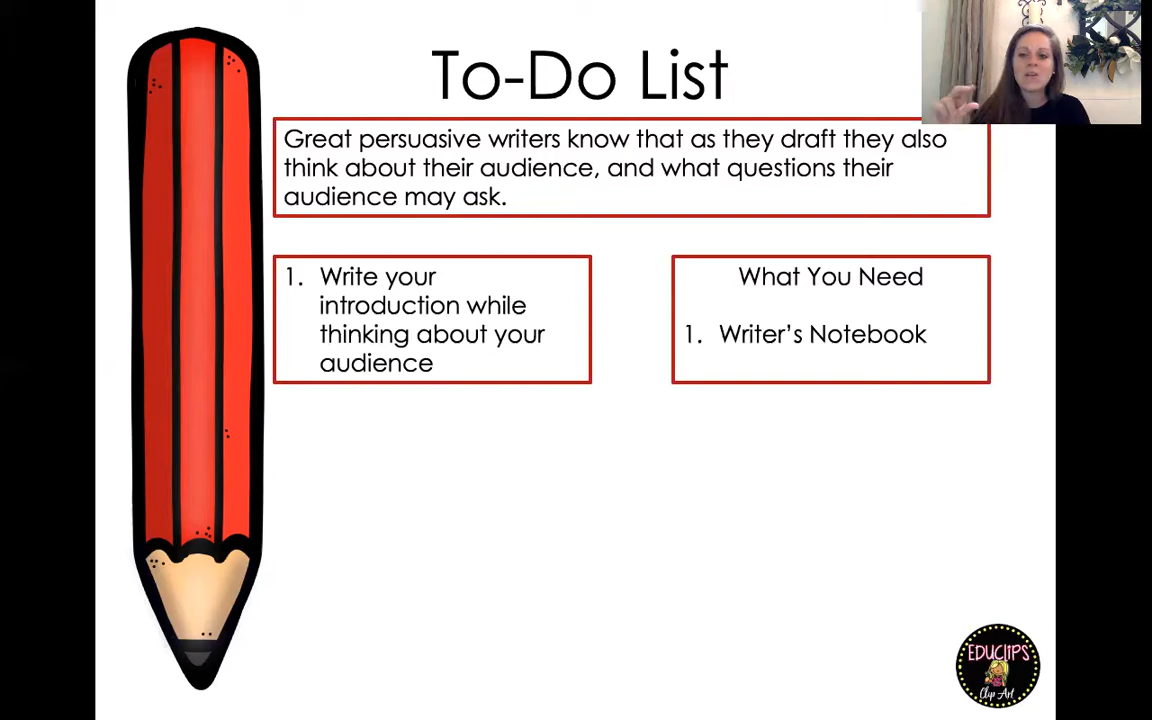 To-Do List
Great persuasive writers know that as they draft they also
think about their audience, and what questions their
audience may ask.
1. Write your
introduction while
thinking about your
audience
What You Need
1. Writer's Notebook
EDUCLIPS
Clip Art